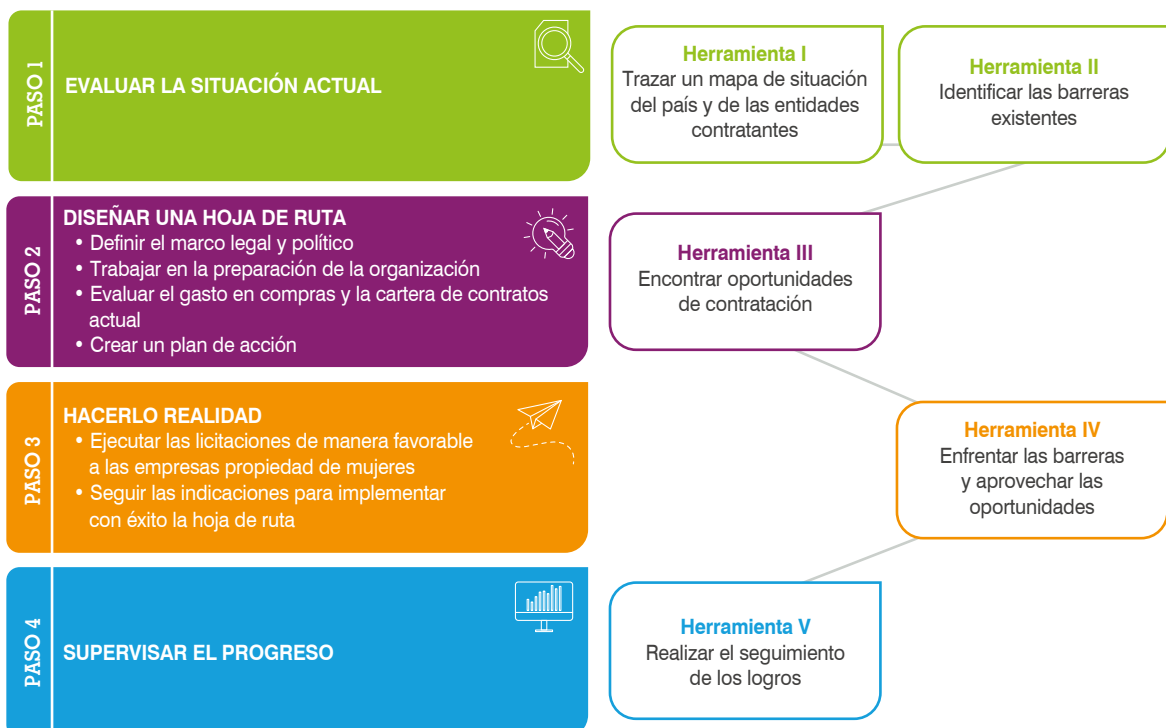 PASO 1
EVALUAR LA SITUACIÓN ACTUAL
Herramienta I
Trazar un mapa de situación
del país y de las entidades
contratantes
Herramienta II
Identificar las barreras
existentes
PASO 2
DISEÑAR UNA HOJA DE RUTA
• Definir el marco legal y político
• Trabajar en la preparación de la organización
• Evaluar el gasto en compras y la cartera de contratos
actual
• Crear un plan de acción
Herramienta III
Encontrar oportunidades
de contratación
PASO 3
HACERLO REALIDAD
• Ejecutar las licitaciones de manera favorable
a las empresas propiedad de mujeres
• Seguir las indicaciones para implementar
con éxito la hoja de ruta
Herramienta IV
Enfrentar las barreras
y aprovechar las
oportunidades
PASO 4
SUPERVISAR EL PROGRESO
Herramienta V
Realizar el seguimiento
de los logros